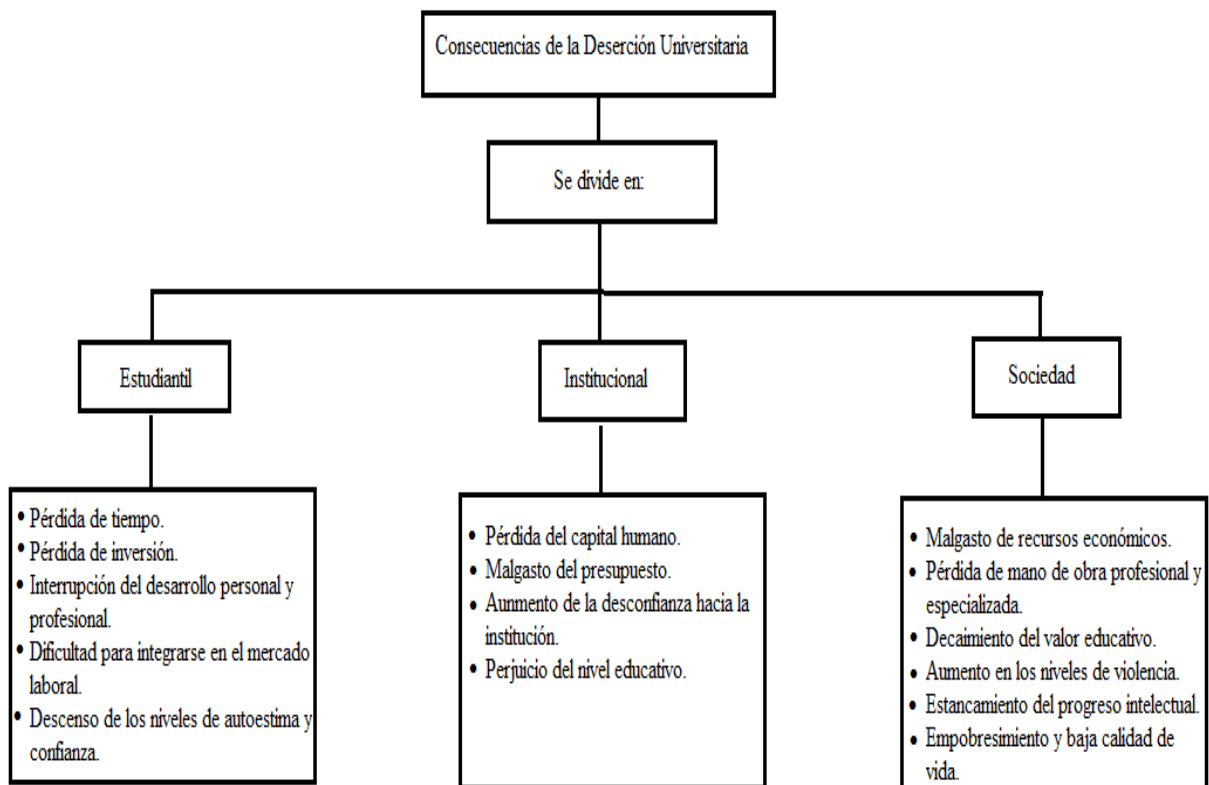 Consecuencias de la Deserción Universitaria
Se divide en:
Estudiantil
Institucional
Sociedad
• Pérdida de tiempo.
• Pérdida de inversión.
• Interrupción del desarrollo personal y
profesional.
• Dificultad para integrarse en el mercado
laboral.
• Descenso de los niveles de autoestima y
confianza.
• Pérdida del capital humano.
• Malgasto del presupuesto.
• Aunmento de la desconfianza hacia la
institución.
• Perjuicio del nivel educativo.
• Malgasto de recursos económicos.
• Pérdida de mano de obra profesional y
especializada.
• Decaimiento del valor educativo.
• Aumento en los niveles de violencia.
• Estancamiento del progreso intelectual.
• Empobresimiento y baja calidad de
vida.